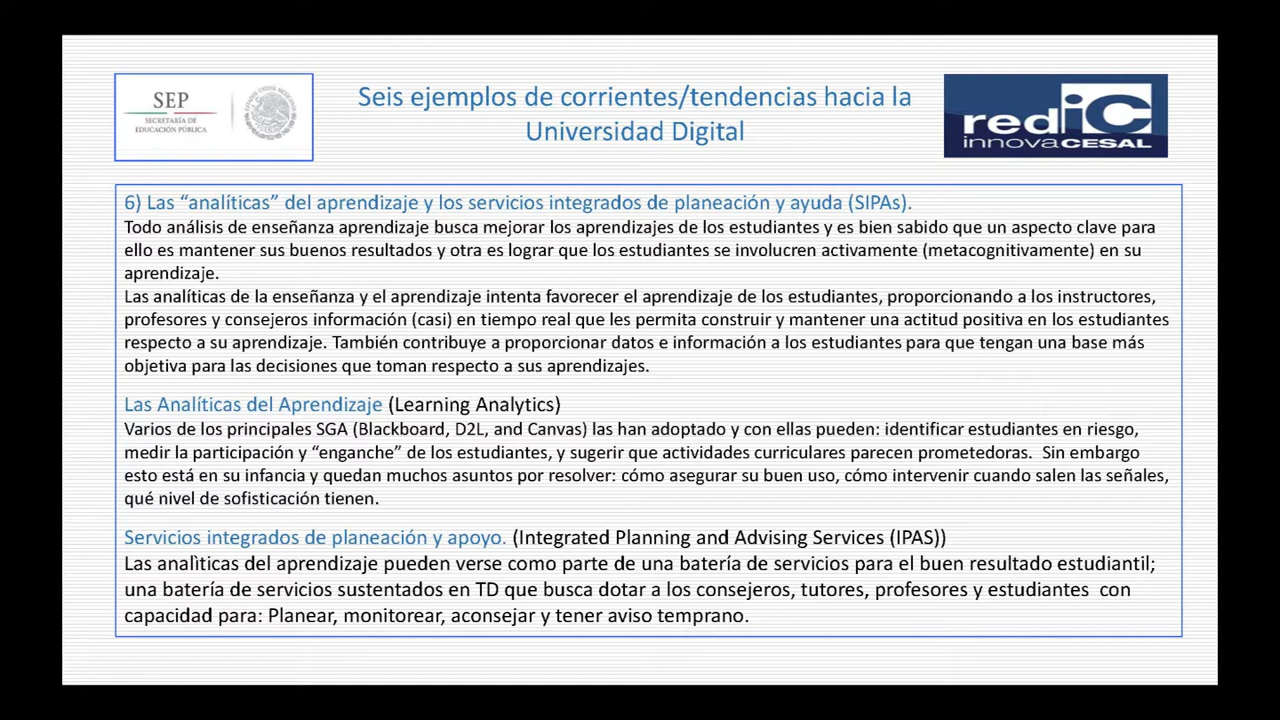 SEP
SECRETARÍA DE
EDUCACIÓN PÚBLICA
Seis ejemplos de corrientes/tendencias hacia la
Universidad Digital
redic
innovaCESAL
6) Las “analíticas” del aprendizaje y los servicios integrados de planeación y ayuda (SIPAs).
Todo análisis de enseñanza aprendizaje busca mejorar los aprendizajes de los estudiantes y es bien sabido que un aspecto clave para
ello es mantener sus buenos resultados y otra es lograr que los estudiantes se involucren activamente (metacognitivamente) en su
aprendizaje.
Las analíticas de la enseñanza y el aprendizaje intenta favorecer el aprendizaje de los estudiantes, proporcionando a los instructores,
profesores y consejeros información (casi) en tiempo real que les permita construir y mantener una actitud positiva en los estudiantes
respecto a su aprendizaje. También contribuye a proporcionar datos e información a los estudiantes para que tengan una base más
objetiva para las decisiones que toman respecto a sus aprendizajes.
Las Analíticas del Aprendizaje (Learning Analytics)
Varios de los principales SGA (Blackboard, D2L, and Canvas) las han adoptado y con ellas pueden: identificar estudiantes en riesgo,
medir la participación y “enganche” de los estudiantes, y sugerir que actividades curriculares parecen prometedoras.  Sin embargo
esto está en su infancia y quedan muchos asuntos por resolver: cómo asegurar su buen uso, cómo intervenir cuando salen las señales,
qué nivel de sofisticación tienen.
Servicios integrados de planeación y apoyo. (Integrated Planning and Advising Services (IPAS))
Las analìticas del aprendizaje pueden verse como parte de una batería de servicios para el buen resultado estudiantil;
una batería de servicios sustentados en TD que busca dotar a los consejeros, tutores, profesores y estudiantes  con
capacidad para: Planear, monitorear, aconsejar y tener aviso temprano.